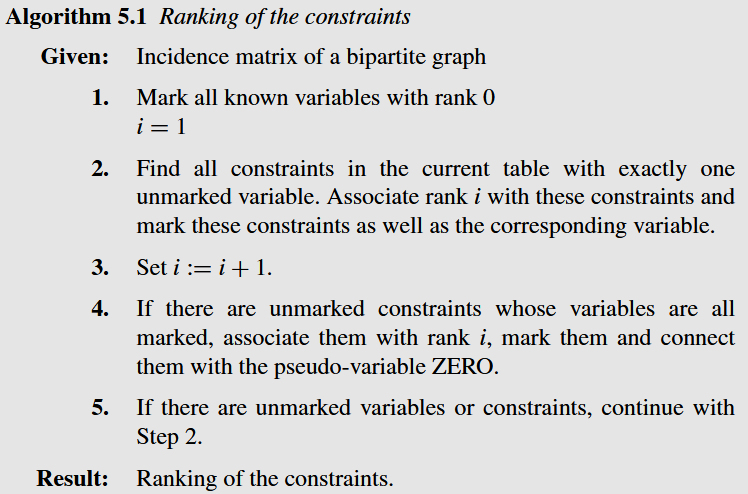 Algorithm 5.1 Ranking of the constraints
Given: Incidence matrix of a bipartite graph
1. Mark all known variables with rank 0
i = 1
2. Find all constraints in the current table with exactly one
unmarked variable. Associate rank i with these constraints and
mark these constraints as well as the corresponding variable.
3. Set i := i + 1.
4. If there are unmarked constraints whose variables are all
marked, associate them with rank i, mark them and connect
them with the pseudo-variable ZERO.
5. If there are unmarked variables or constraints, continue with
Step 2.
Result: Ranking of the constraints.